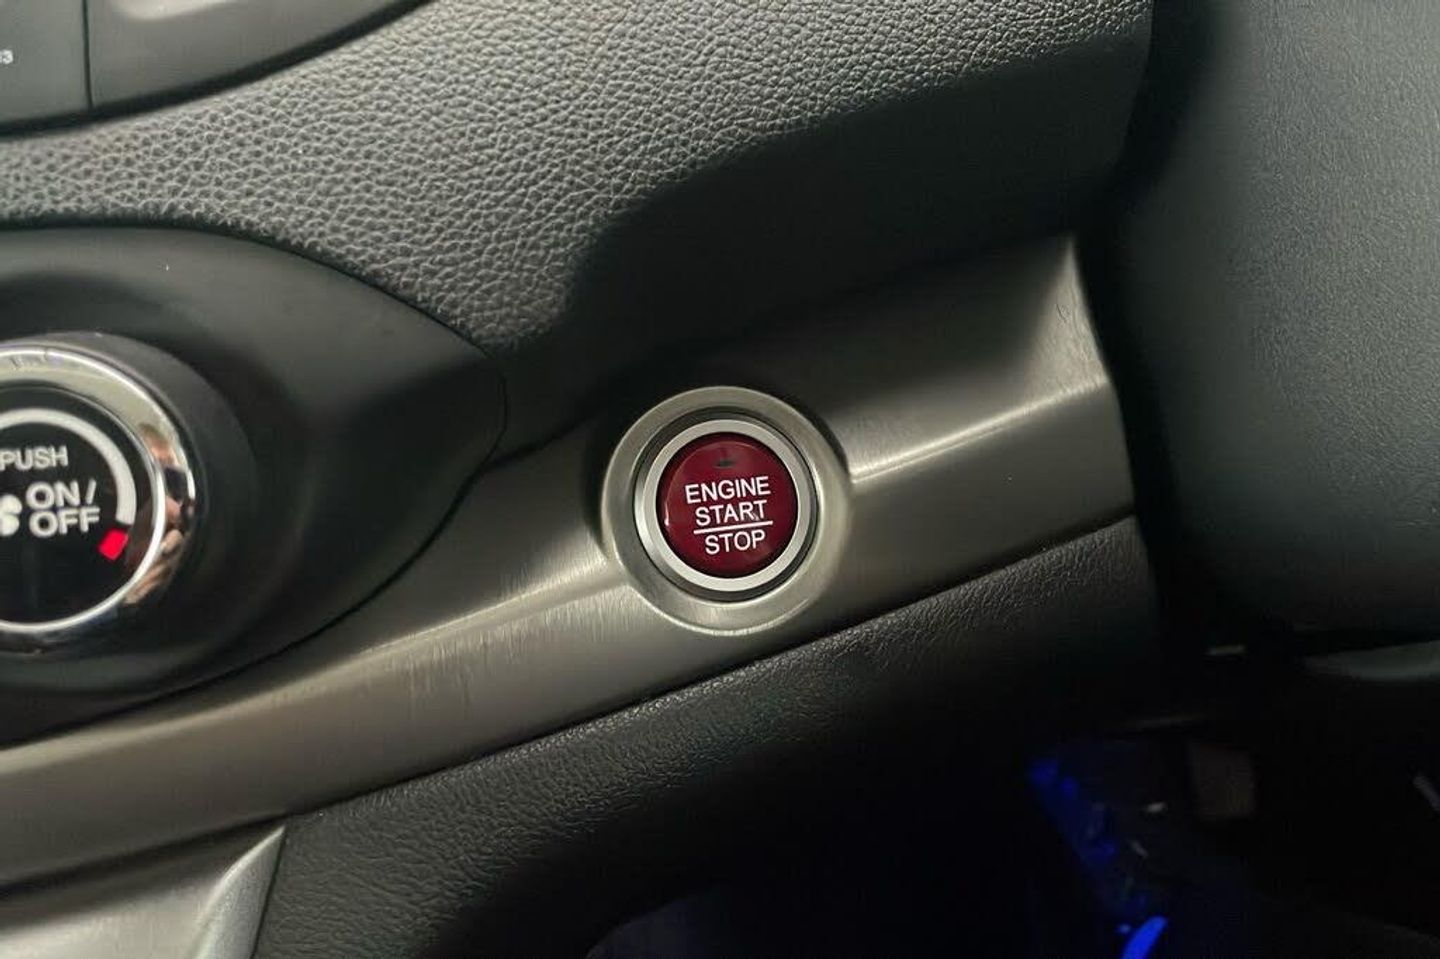 PUSH
ON/
OFF
ENGINE
START
STOP